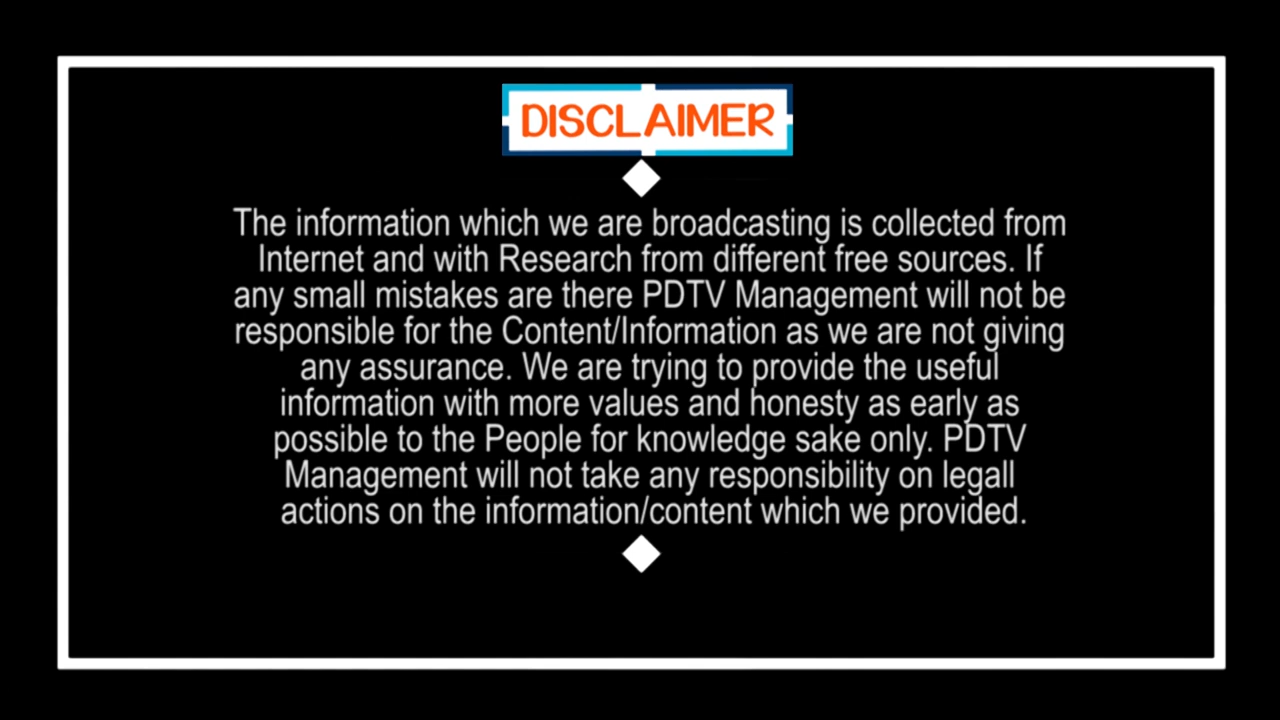 DISCLAIMER
The information which we are broadcasting is collected from
Internet and with Research from different free sources. If
any small mistakes are there PDTV Management will not be
responsible for the Content/Information as we are not giving
any assurance. We are trying to provide the useful
information with more values and honesty as early as
possible to the People for knowledge sake only. PDTV
Management will not take any responsibility on legall
actions on the information/content which we provided.